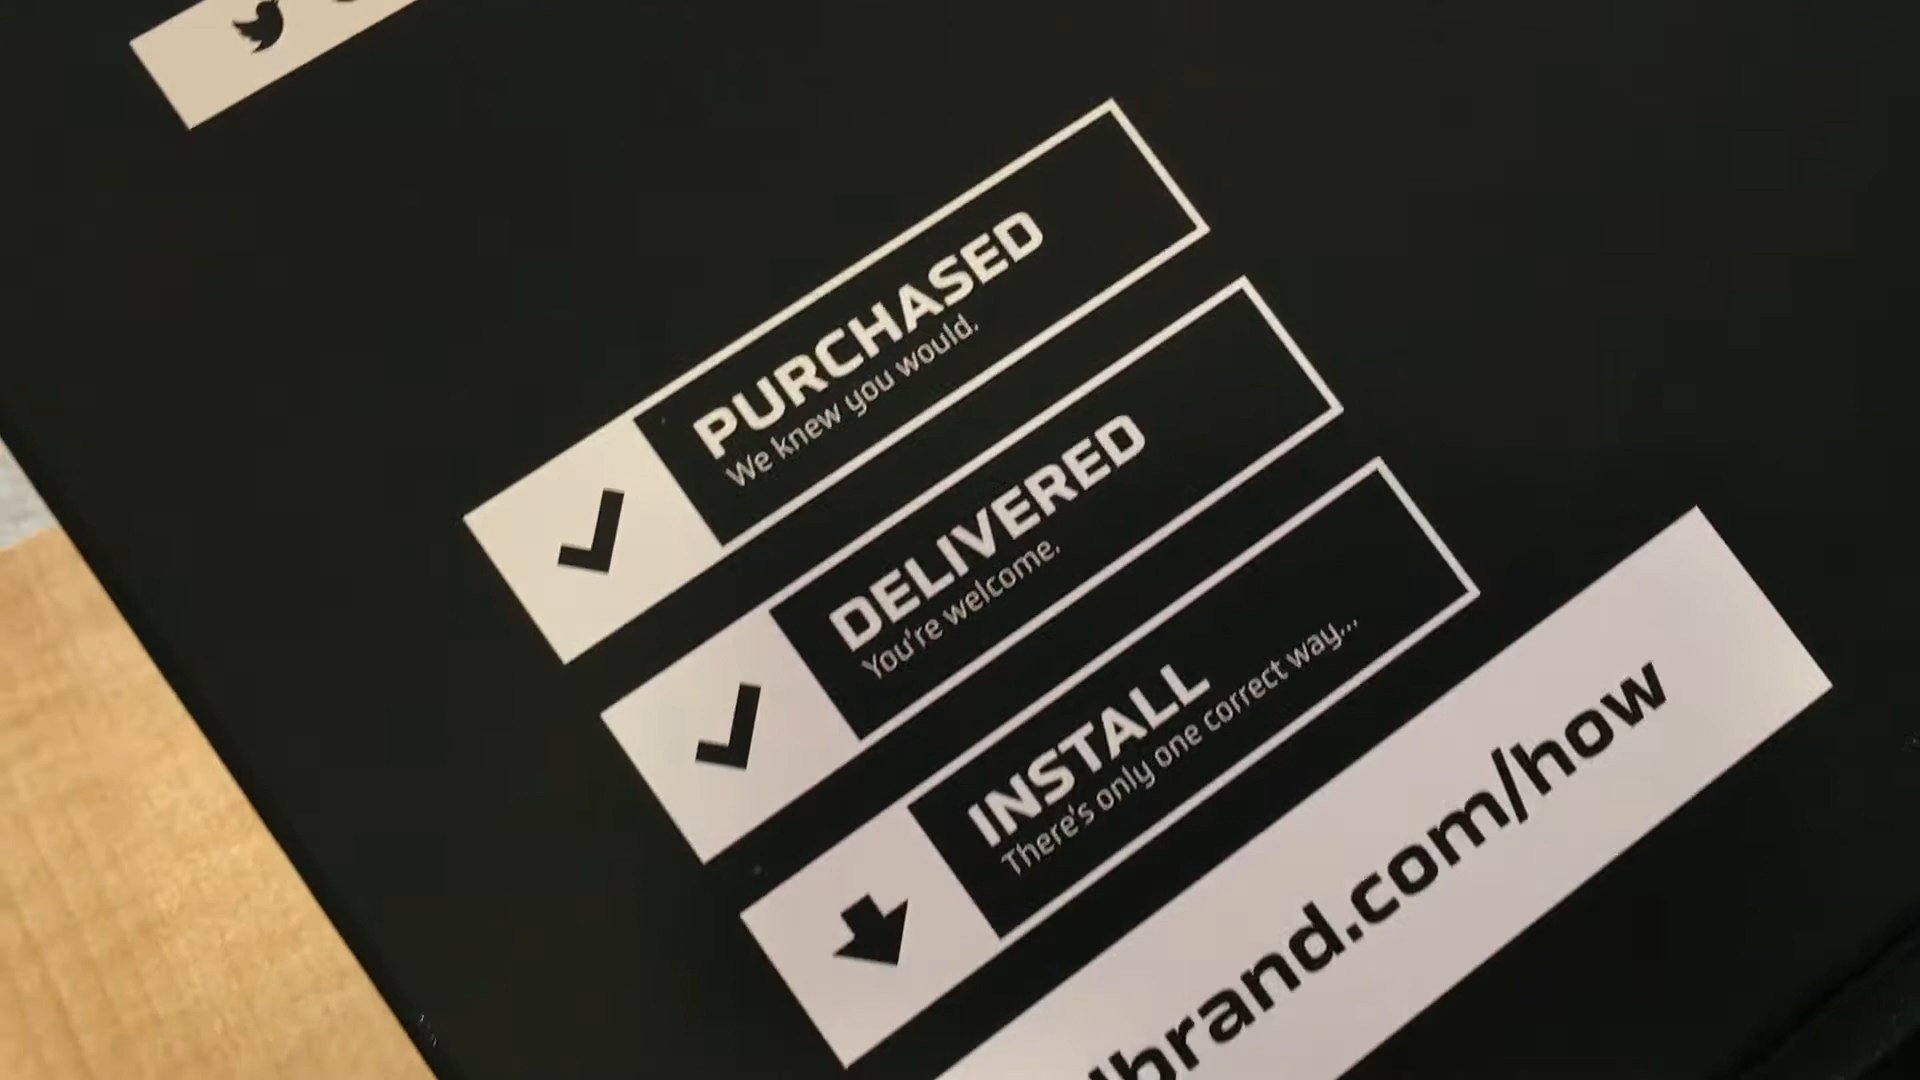 PURCHASED
We knew you would.
DELIVERED
You're welcome.
INSTALL
There's only one correct way...
brand.com/how